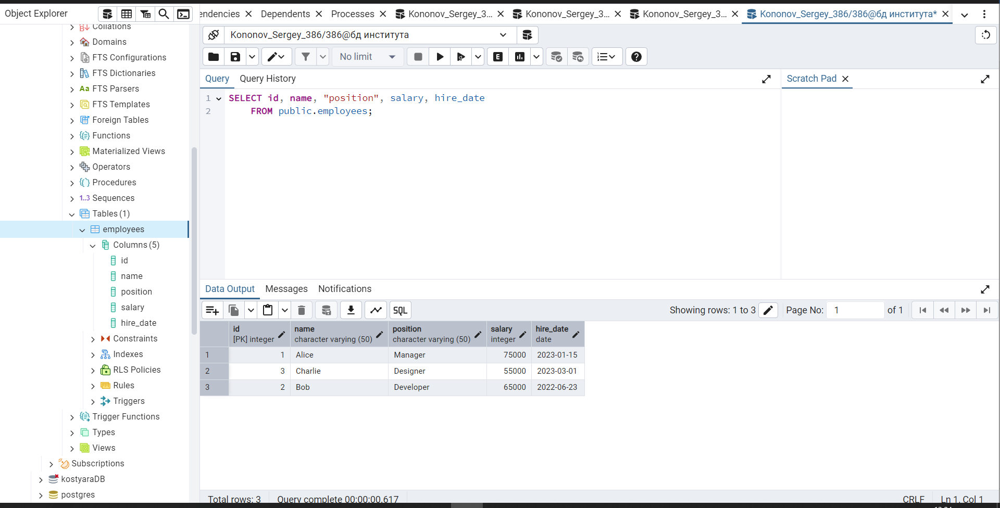 Object Explorer
endencies
Dependents
Processes
Kononov_Sergey_3...
Kononov_Sergey_3...
Kononov_Sergey_3...
Kononov_Sergey_386/386@бд института*
Collations
Domains
FTS Configurations
FTS Dictionaries
Aa FTS Parsers
FTS Templates
Foreign Tables
Functions
Materialized Views
Operators
Procedures
1..3 Sequences
Tables (1)
employees
Columns (5)
id
name
position
salary
hire_date
Constraints
Indexes
RLS Policies
Rules
Triggers
Trigger Functions
Types
Views
Subscriptions
kostyaraDB
postgres
Kononov_Sergey_386/386@бд института
No limit
E
Query
Query History
Scratch Pad
1 SELECT id, name, "position", salary, hire_date
2 FROM public.employees;
Data Output
Messages
Notifications
SQL
Showing rows: 1 to 3
Page No: 1 of 1
id [PK] integer
name character varying (50)
position character varying (50)
salary integer
hire_date date
1 1 Alice Manager 75000 2023-01-15
2 3 Charlie Designer 55000 2023-03-01
3 2 Bob Developer 65000 2022-06-23
Total rows: 3
Query complete 00:00:00.617
CRLF
Ln 1, Col 1